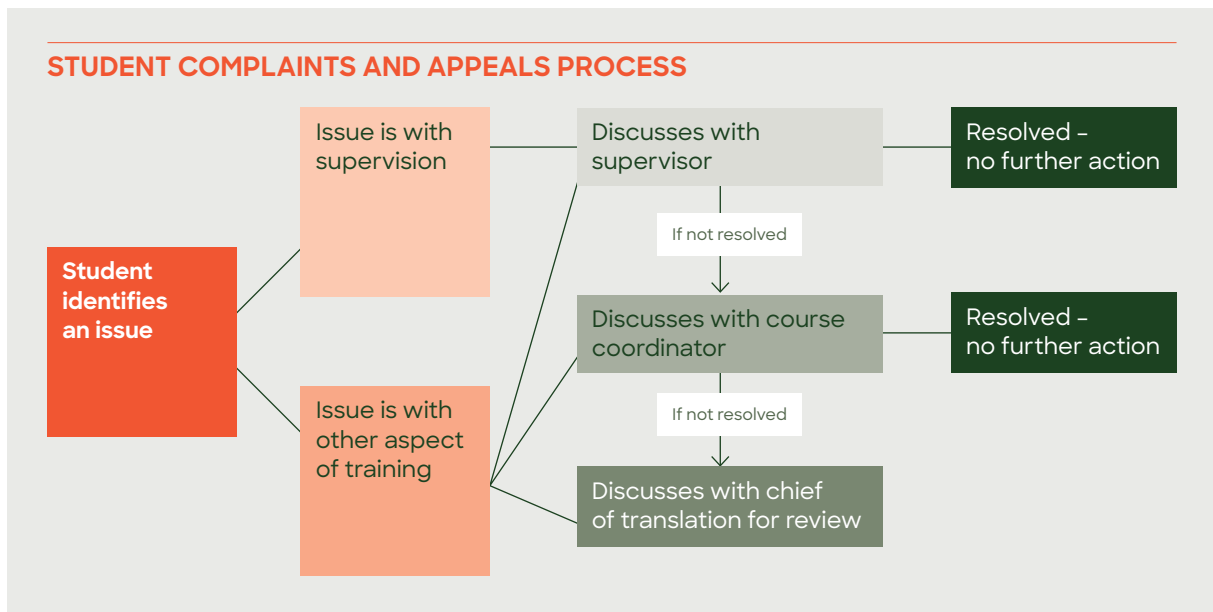 STUDENT COMPLAINTS AND APPEALS PROCESS
Student
identifies
an issue
Issue is with
supervision
Issue is with
other aspect
of training
Discusses with
supervisor
If not resolved
Discusses with course
coordinator
If not resolved
Discusses with chief
of translation for review
Resolved –
no further action
Resolved –
no further action